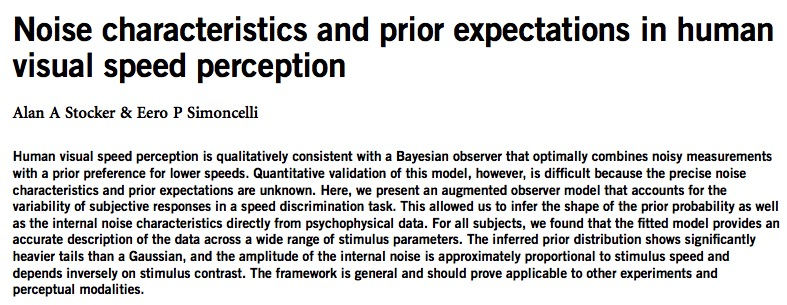 Noise characteristics and prior expectations in human
visual speed perception
Alan A Stocker & Eero P Simoncelli
Human visual speed perception is qualitatively consistent with a Bayesian observer that optimally combines noisy measurements
with a prior preference for lower speeds. Quantitative validation of this model, however, is difficult because the precise noise
characteristics and prior expectations are unknown. Here, we present an augmented observer model that accounts for the
variability of subjective responses in a speed discrimination task. This allowed us to infer the shape of the prior probability as well
as the internal noise characteristics directly from psychophysical data. For all subjects, we found that the fitted model provides an
accurate description of the data across a wide range of stimulus parameters. The inferred prior distribution shows significantly
heavier tails than a Gaussian, and the amplitude of the internal noise is approximately proportional to stimulus speed and
depends inversely on stimulus contrast. The framework is general and should prove applicable to other experiments and
perceptual modalities.